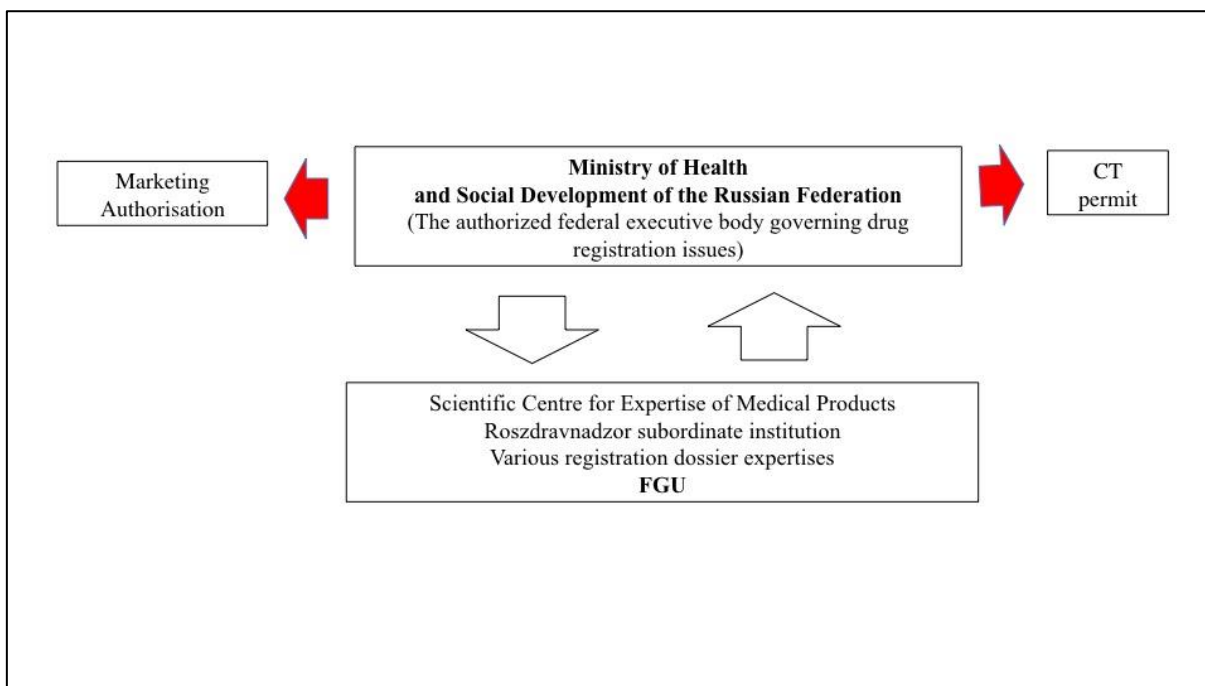 Marketing
Authorisation
Ministry of Health
and Social Development of the Russian Federation
(The authorized federal executive body governing drug
registration issues)
CT
permit
Scientific Centre for Expertise of Medical Products
Roszdravnadzor subordinate institution
Various registration dossier expertises
FGU